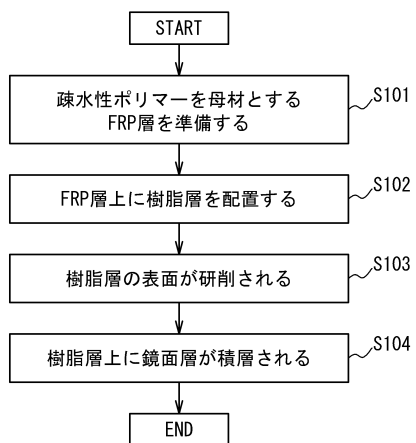 START
疎水性ポリマーを母材とする
FRP層を準備する
S101
FRP層上に樹脂層を配置する
S102
樹脂層の表面が研削される
S103
樹脂層上に鏡面層が積層される
S104
END